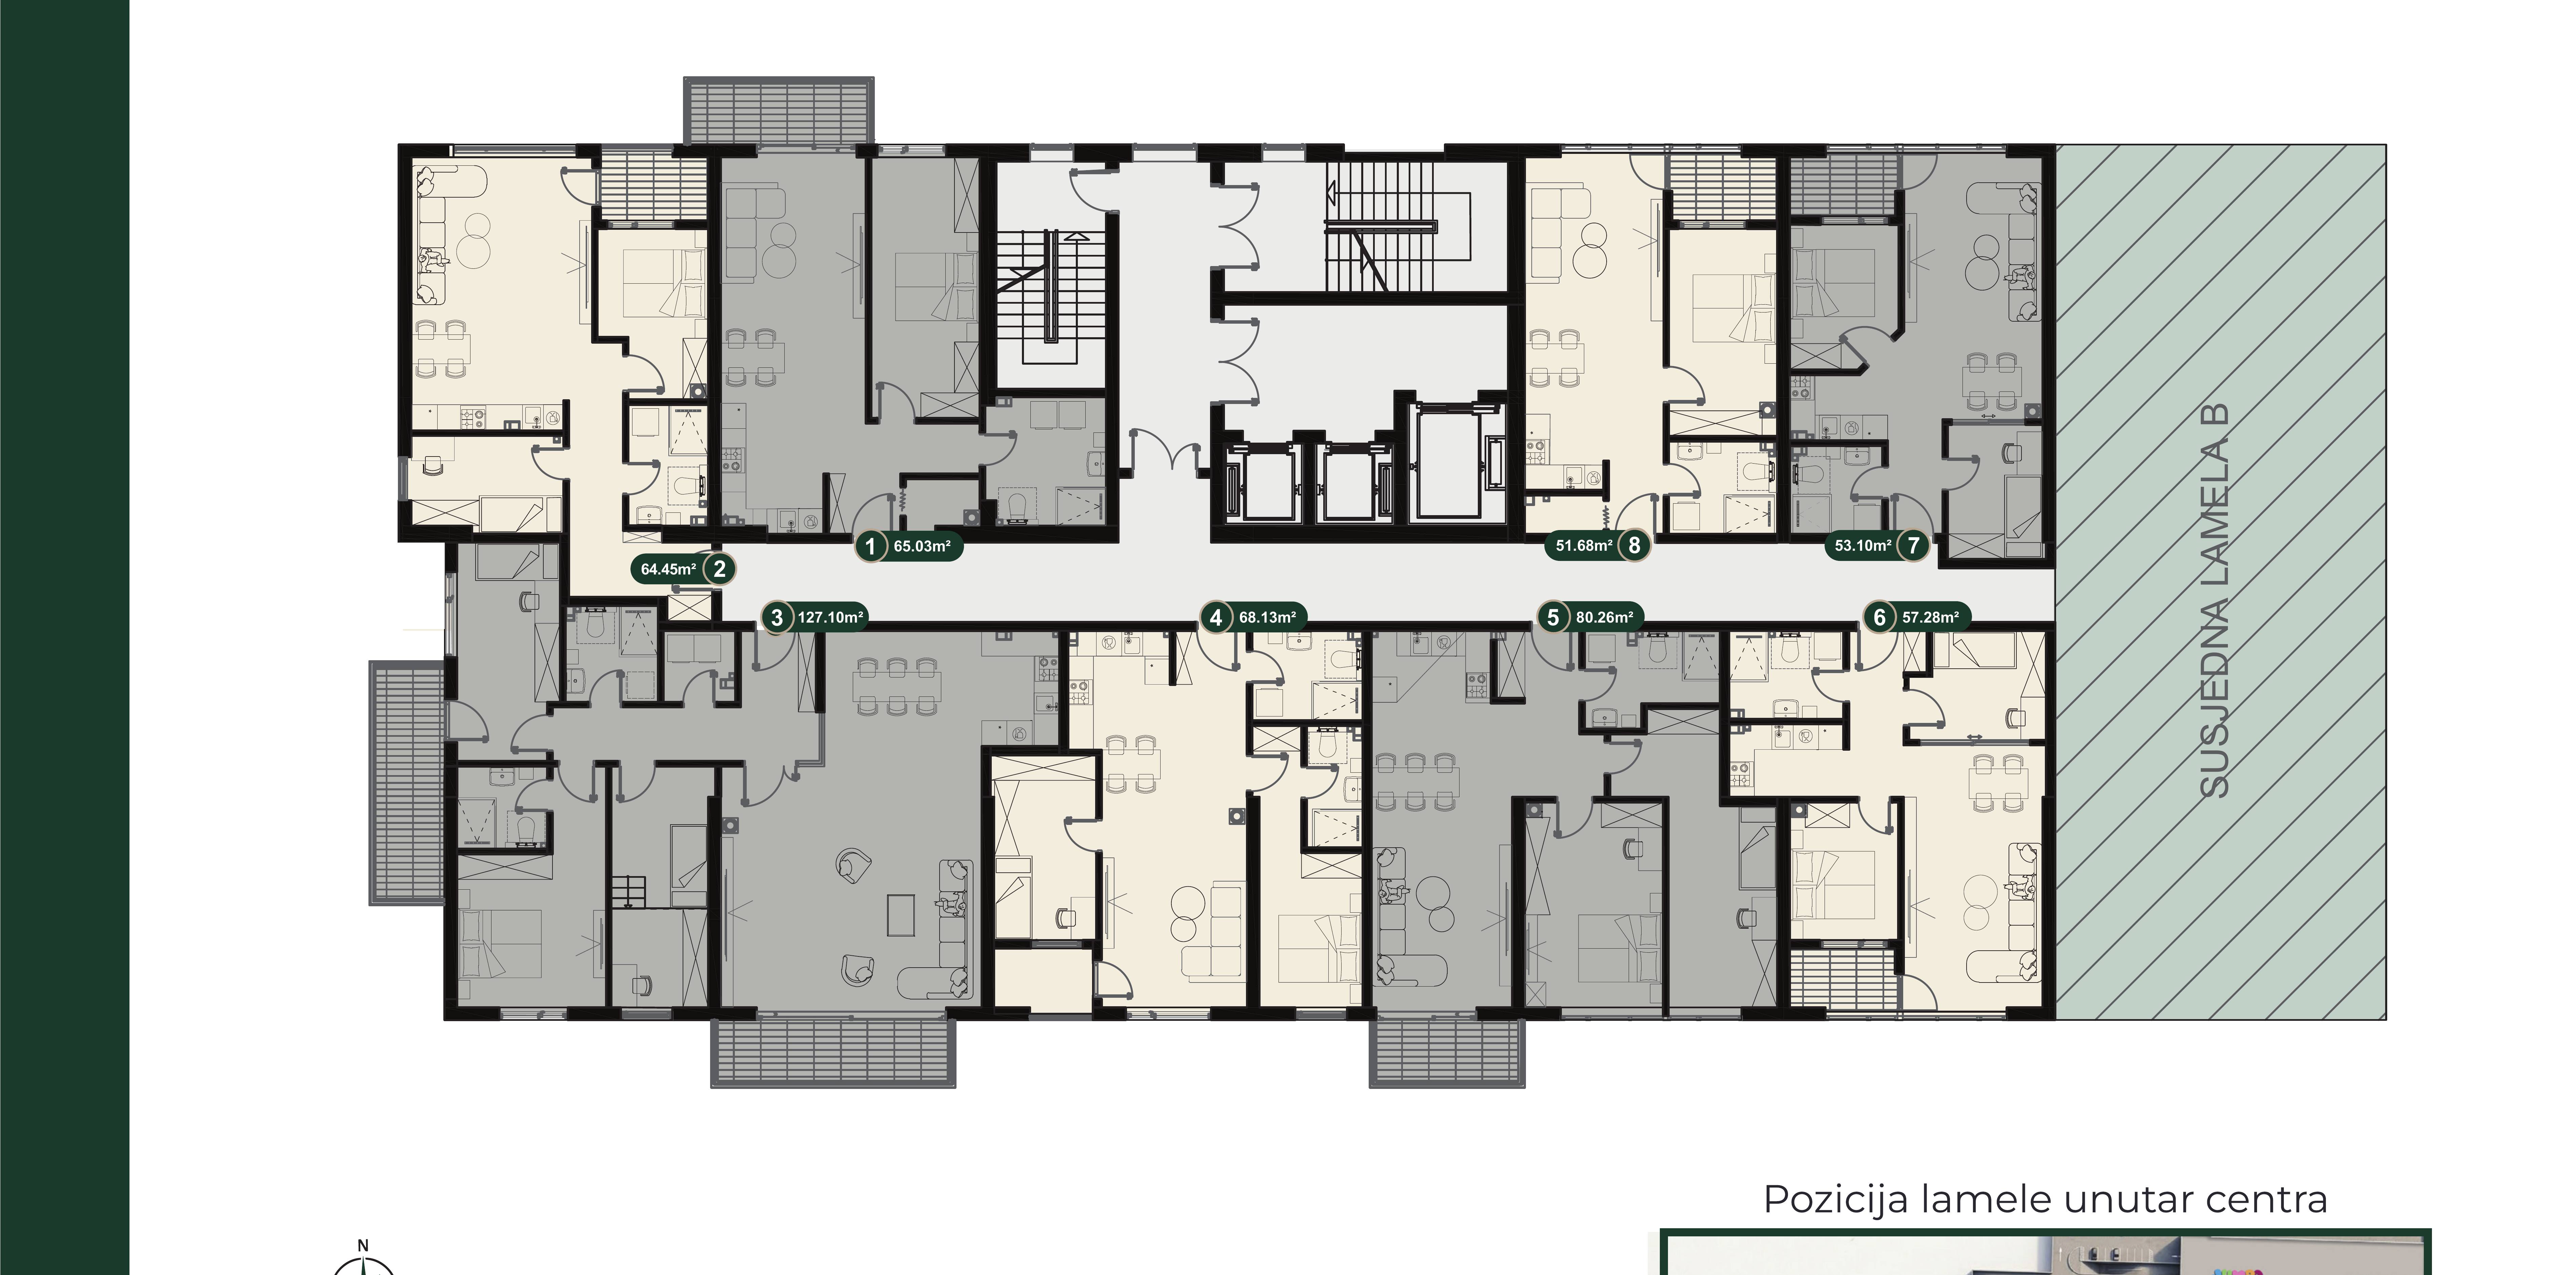 1 65.03m²
51.68m² 8
53.10m² 7
64.45m² 2
3 127.10m²
4 68.13m²
5 80.26m²
6 57.28m²
SUSJEDNA LAMELA B
Pozicija lamele unutar centra
N